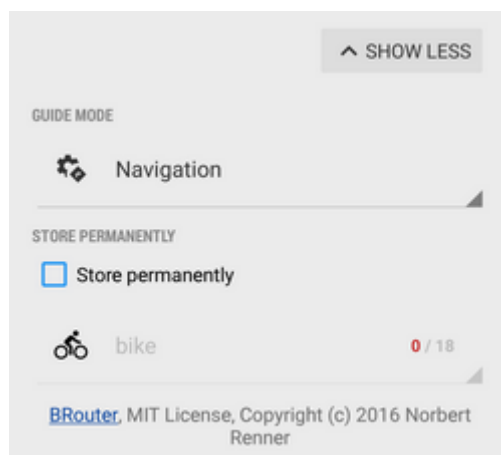 SHOW LESS
GUIDE MODE
Navigation
STORE PERMANENTLY
Store permanently
bike 0 / 18
BRouter, MIT License, Copyright (c) 2016 Norbert
Renner